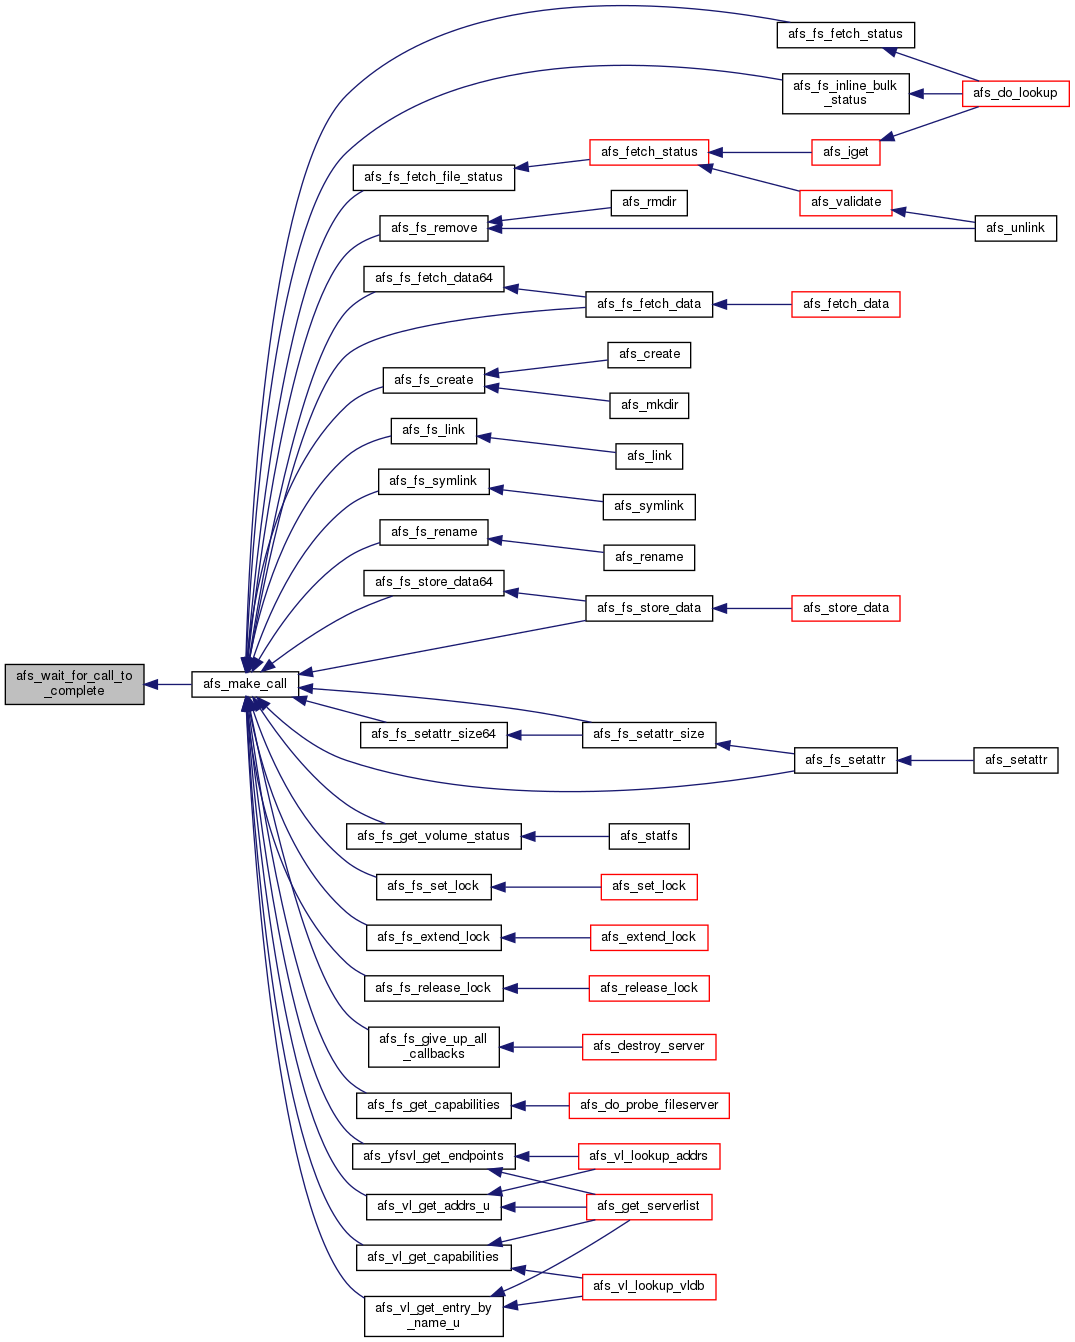 afs_fs_fetch_status
afs_fs_inline_bulk
_status
afs_do_lookup
afs_fetch_status
afs_iget
afs_fs_fetch_file_status
afs_validate
afs_rmdir
afs_fs_remove
afs_unlink
afs_fs_fetch_data64
afs_fs_fetch_data
afs_fetch_data
afs_create
afs_fs_create
afs_mkdir
afs_fs_link
afs_link
afs_fs_symlink
afs_symlink
afs_fs_rename
afs_rename
afs_fs_store_data64
afs_fs_store_data
afs_store_data
afs_wait_for_call_to
_complete
afs_make_call
afs_fs_setattr_size64
afs_fs_setattr_size
afs_fs_setattr
afs_setattr
afs_fs_get_volume_status
afs_statfs
afs_fs_set_lock
afs_set_lock
afs_fs_extend_lock
afs_extend_lock
afs_fs_release_lock
afs_release_lock
afs_fs_give_up_all
_callbacks
afs_destroy_server
afs_fs_get_capabilities
afs_do_probe_fileserver
afs_yfsvl_get_endpoints
afs_vl_lookup_addrs
afs_vl_get_addrs_u
afs_get_serverlist
afs_vl_get_capabilities
afs_vl_lookup_vldb
afs_vl_get_entry_by
_name_u